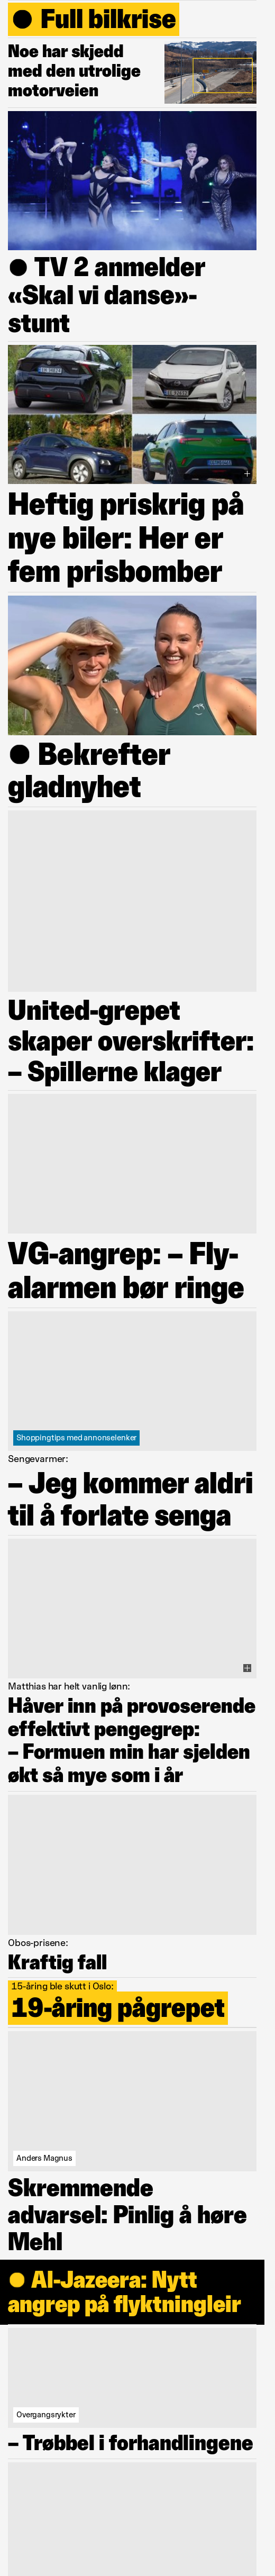 Full bilkrise
Noe har skjedd
med den utrolige
motorveien
TV 2 anmelder
«Skal vi danse»-
stunt
Heftig priskrig på
nye biler: Her er
fem prisbomber
Bekrefter
gladnyhet
United-grepet
skaper overskrifter:
– Spillerne klager
VG-angrep: – Fly-
alarmen bør ringe
Shoppingtips med annonselenker
Sengevarmer:
– Jeg kommer aldri
til å forlate senga
Matthias har helt vanlig lønn:
Håver inn på provoserende
effektivt pengegrep:
– Formuen min har sjelden
økt så mye som i år
Obos-prisene:
Kraftig fall
15-åring ble skutt i Oslo:
19-åring pågrepet
Anders Magnus
Skremmende
advarsel: Pinlig å høre
Mehl
Al-Jazeera: Nytt
angrep på flyktningleir
Overgangsrykter
– Trøbbel i forhandlingene